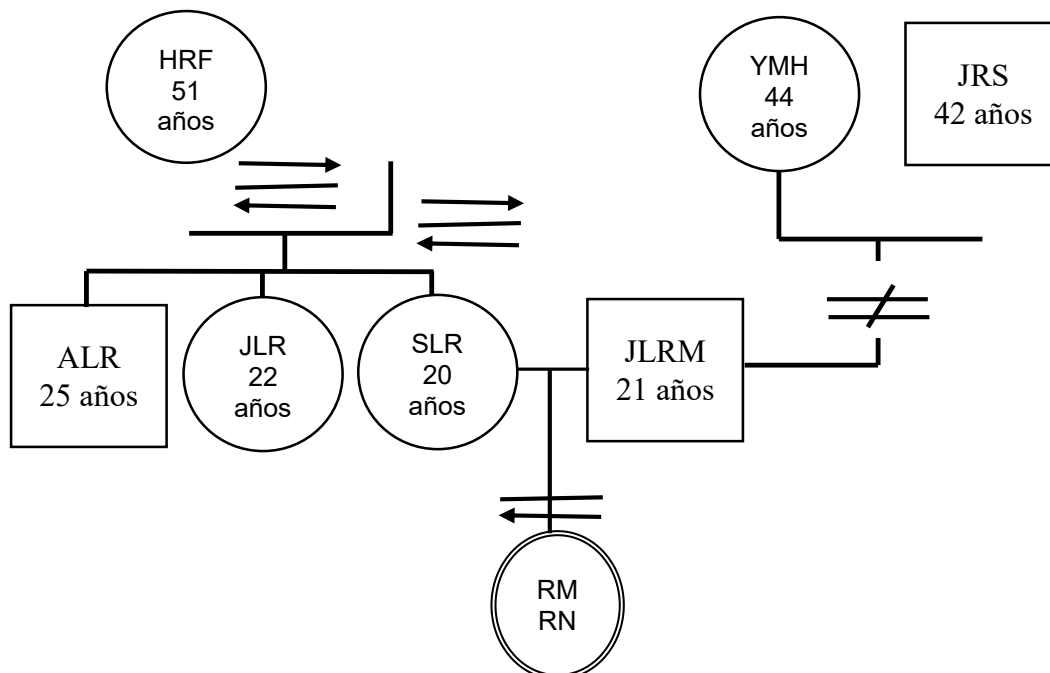 HRF
51
años
YMH
44
años
JRS
42 años
ALR
25 años
JLR
22
años
SLR
20
años
JLRM
21 años
RM
RN